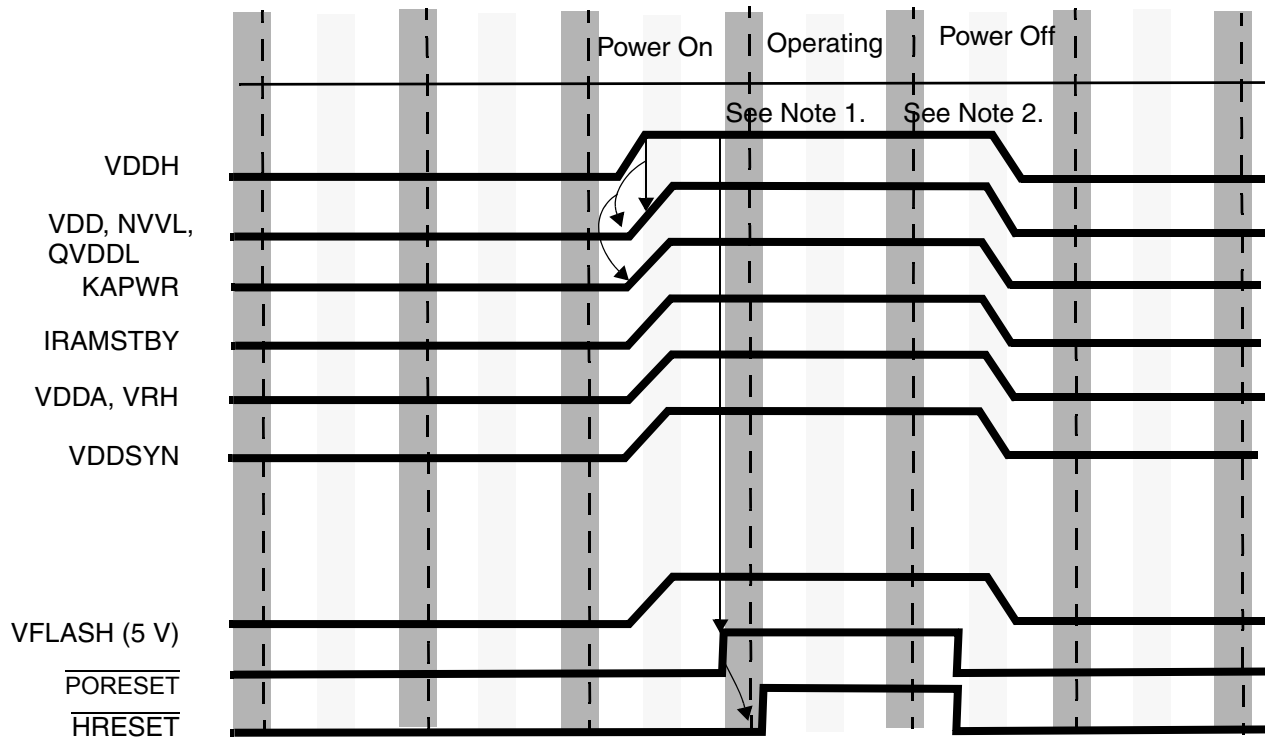 Power On
Operating
Power Off
See Note 1.
See Note 2.
VDDH
VDD, NVVL,
QVDDL
KAPWR
IRAMSTBY
VDDA, VRH
VDDSYN
VFLASH (5 V)
PORESET
HRESET